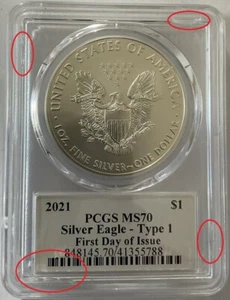 UNITED STATES OF AMERICA
1 OZ. FINE SILVER~ONE DOLLAR
2021 $1
PCGS MS70
Silver Eagle - Type 1
First Day of Issue
848145.70/41355788